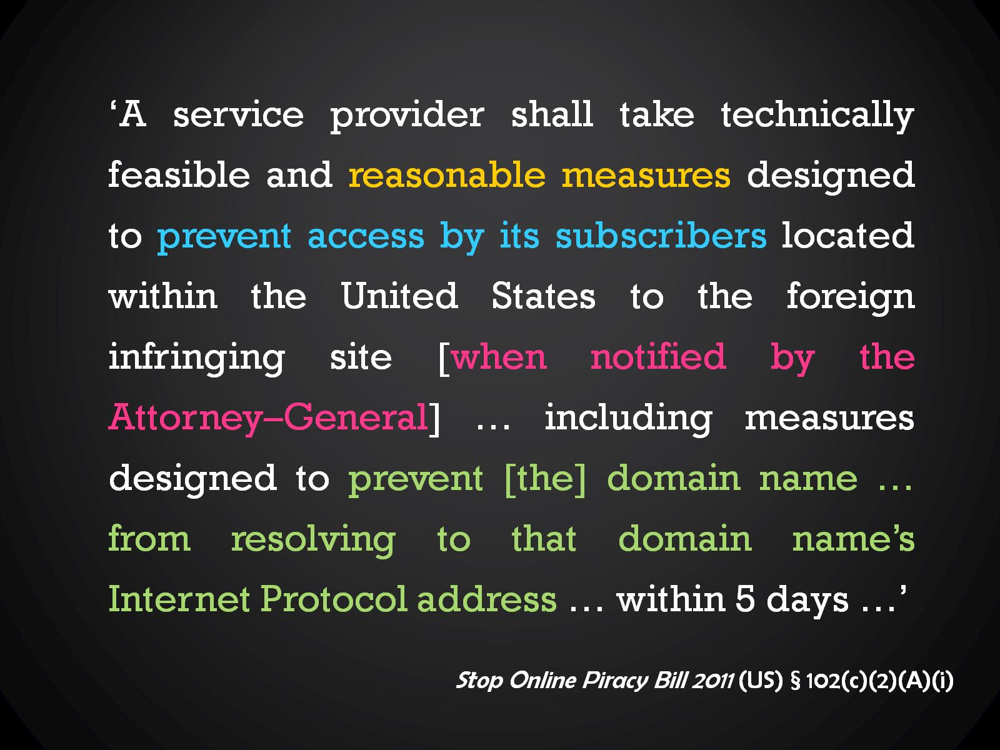 ‘A service provider shall take technically
feasible and reasonable measures designed
to prevent access by its subscribers located
within the United States to the foreign
infringing site [when notified by the
Attorney–General] … including measures
designed to prevent [the] domain name …
from resolving to that domain name’s
Internet Protocol address … within 5 days …’
Stop Online Piracy Bill 2011 (US) § 102(c)(2)(A)(i)